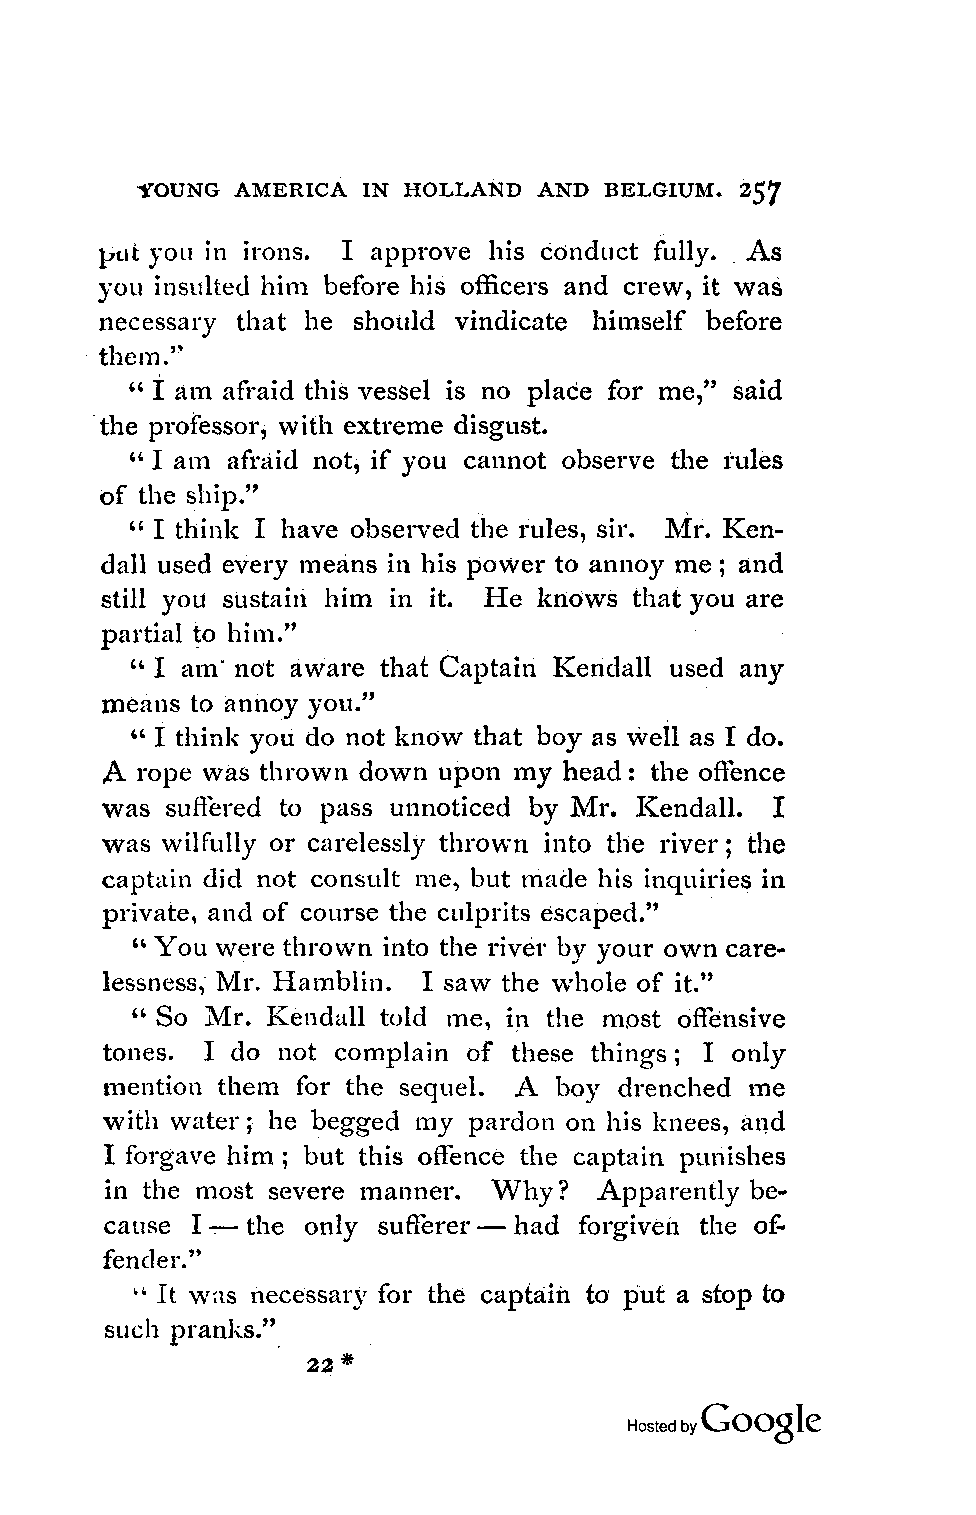 YOUNG AMERICA IN HOLLAND AND BELGIUM. 257
put you in irons. I approve his conduct fully. As
you insulted him before his officers and crew, it was
necessary that he should vindicate himself before
them."
"I am afraid this vessel is no place for me," said
the professor, with extreme disgust.
"I am afraid not, if you cannot observe the rules
of the ship."
"I think I have observed the rules, sir. Mr. Ken-
dall used every means in his power to annoy me; and
still you sustain him in it. He knows that you are
partial to him."
"I am not aware that Captain Kendall used any
means to annoy you."
"I think you do not know that boy as well as I do.
A rope was thrown down upon my head: the offence
was suffered to pass unnoticed by Mr. Kendall. I
was wilfully or carelessly thrown into the river; the
captain did not consult me, but made his inquiries in
private, and of course the culprits escaped."
"You were thrown into the river by your own care-
lessness, Mr. Hamblin. I saw the whole of it."
"So Mr. Kendall told me, in the most offensive
tones. I do not complain of these things; I only
mention them for the sequel. A boy drenched me
with water; he begged my pardon on his knees, and
I forgave him; but this offence the captain punishes
in the most severe manner. Why? Apparently be-
cause I — the only sufferer — had forgiven the of-
fender."
"It was necessary for the captain to put a stop to
such pranks."
22*
Hosted by Google